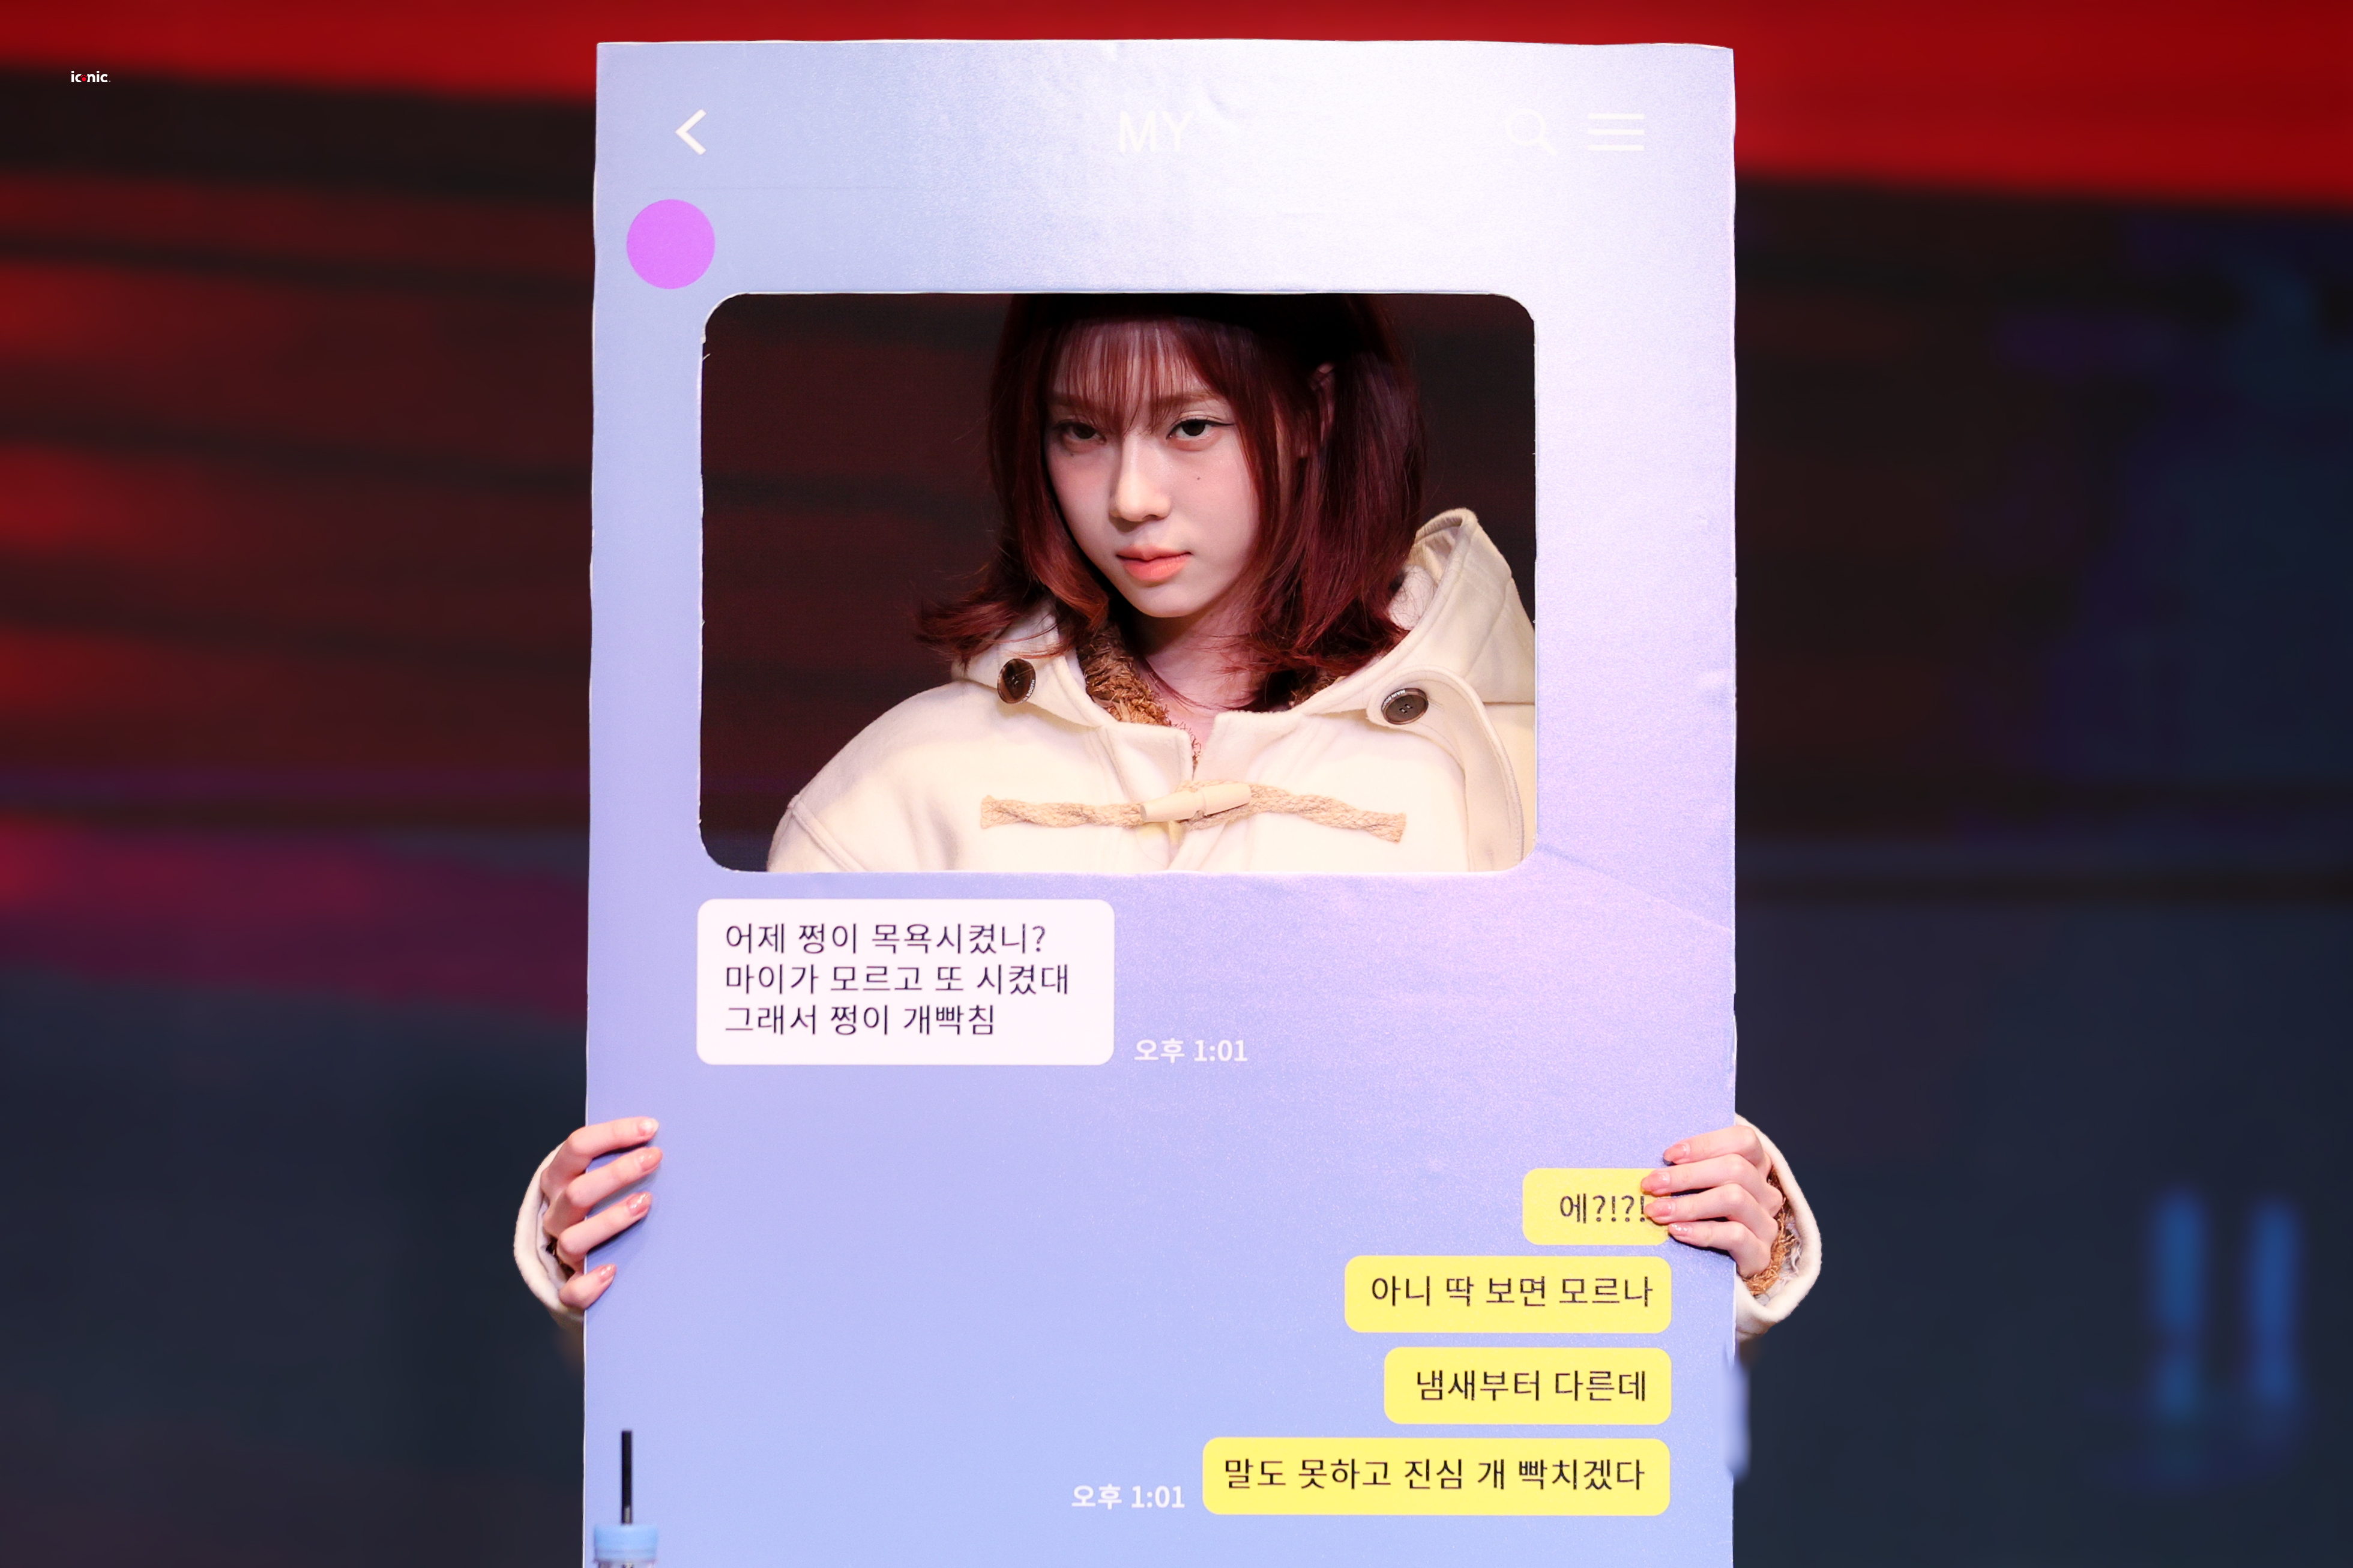 iconic.
MY
어제 쩡이 목욕시켰니?
마이가 모르고 또 시켰대
그래서 쩡이 개빡침
오후 1:01
에?!?!
아니 딱 보면 모르나
냄새부터 다른데
말도 못하고 진심 개 빡치겠다
오후 1:01